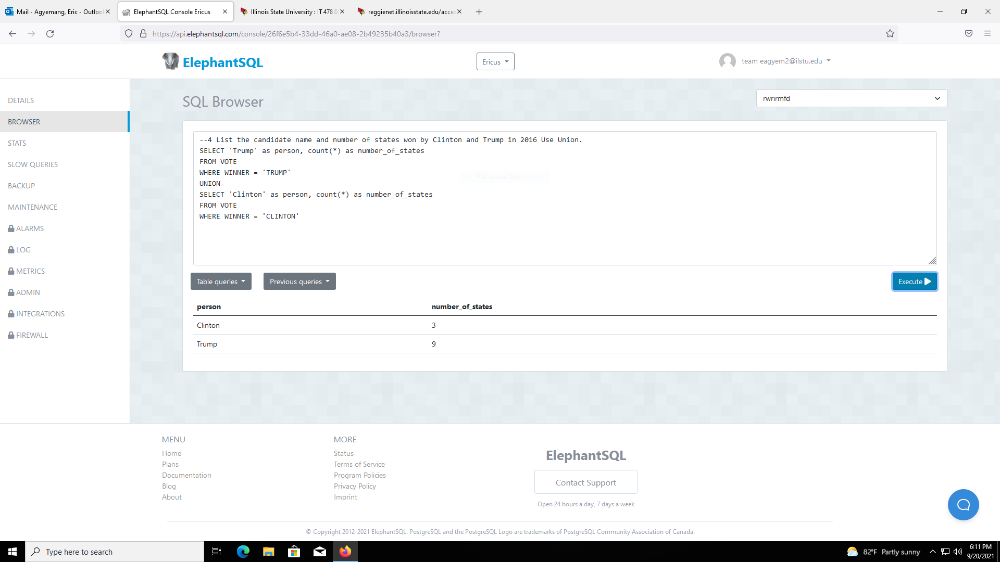 Mail - Agyemang, Eric - Outlool
ElephantSQL Console Ericus
Illinois State University : IT 478 0
reggienet.illinoisstate.edu/acces
https://api.elephantsql.com/console/26f6e5b4-33dd-46a0-ae08-2b49235b40a3/browser?
ElephantSQL
Ericus
team eagyem2@ilstu.edu
DETAILS
BROWSER
STATS
SLOW QUERIES
BACKUP
MAINTENANCE
ALARMS
LOG
METRICS
ADMIN
INTEGRATIONS
FIREWALL
SQL Browser
rwrirmfd
--4 List the candidate name and number of states won by Clinton and Trump in 2016 Use Union.
SELECT 'Trump' as person, count(*) as number_of_states
FROM VOTE
WHERE WINNER = 'TRUMP'
UNION
SELECT 'Clinton' as person, count(*) as number_of_states
FROM VOTE
WHERE WINNER = 'CLINTON'
Full-screen Snip
Table queries
Previous queries
Execute
person number_of_states
Clinton 3
Trump 9
MENU
Home
Plans
Documentation
Blog
About
MORE
Status
Terms of Service
Program Policies
Privacy Policy
Imprint
ElephantSQL
Contact Support
Open 24 hours a day, 7 days a week
© Copyright 2012-2021 ElephantSQL. PostgreSQL and the PostgreSQL Logo are trademarks of PostgreSQL Community Association of Canada.
Type here to search
82°F Partly sunny
6:11 PM
9/20/2021